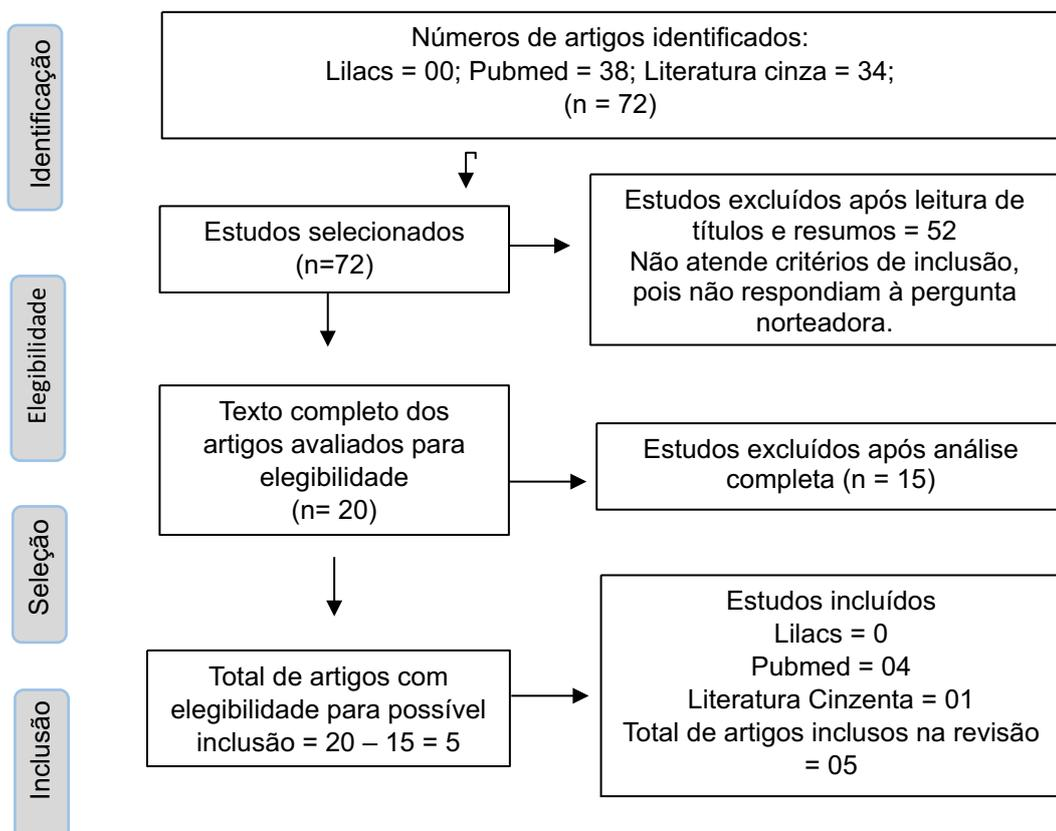 Identificação
Números de artigos identificados:
Lilacs = 00; Pubmed = 38; Literatura cinza = 34;
(n = 72)
Estudos selecionados
(n=72)
Estudos excluídos após leitura de
títulos e resumos = 52
Não atende critérios de inclusão,
pois não respondiam à pergunta
norteadora.
Elegibilidade
Texto completo dos
artigos avaliados para
elegibilidade
(n= 20)
Estudos excluídos após análise
completa (n = 15)
Seleção
Total de artigos com
elegibilidade para possível
inclusão = 20 – 15 = 5
Estudos incluídos
Lilacs = 0
Pubmed = 04
Literatura Cinzenta = 01
Total de artigos inclusos na revisão
= 05
Inclusão